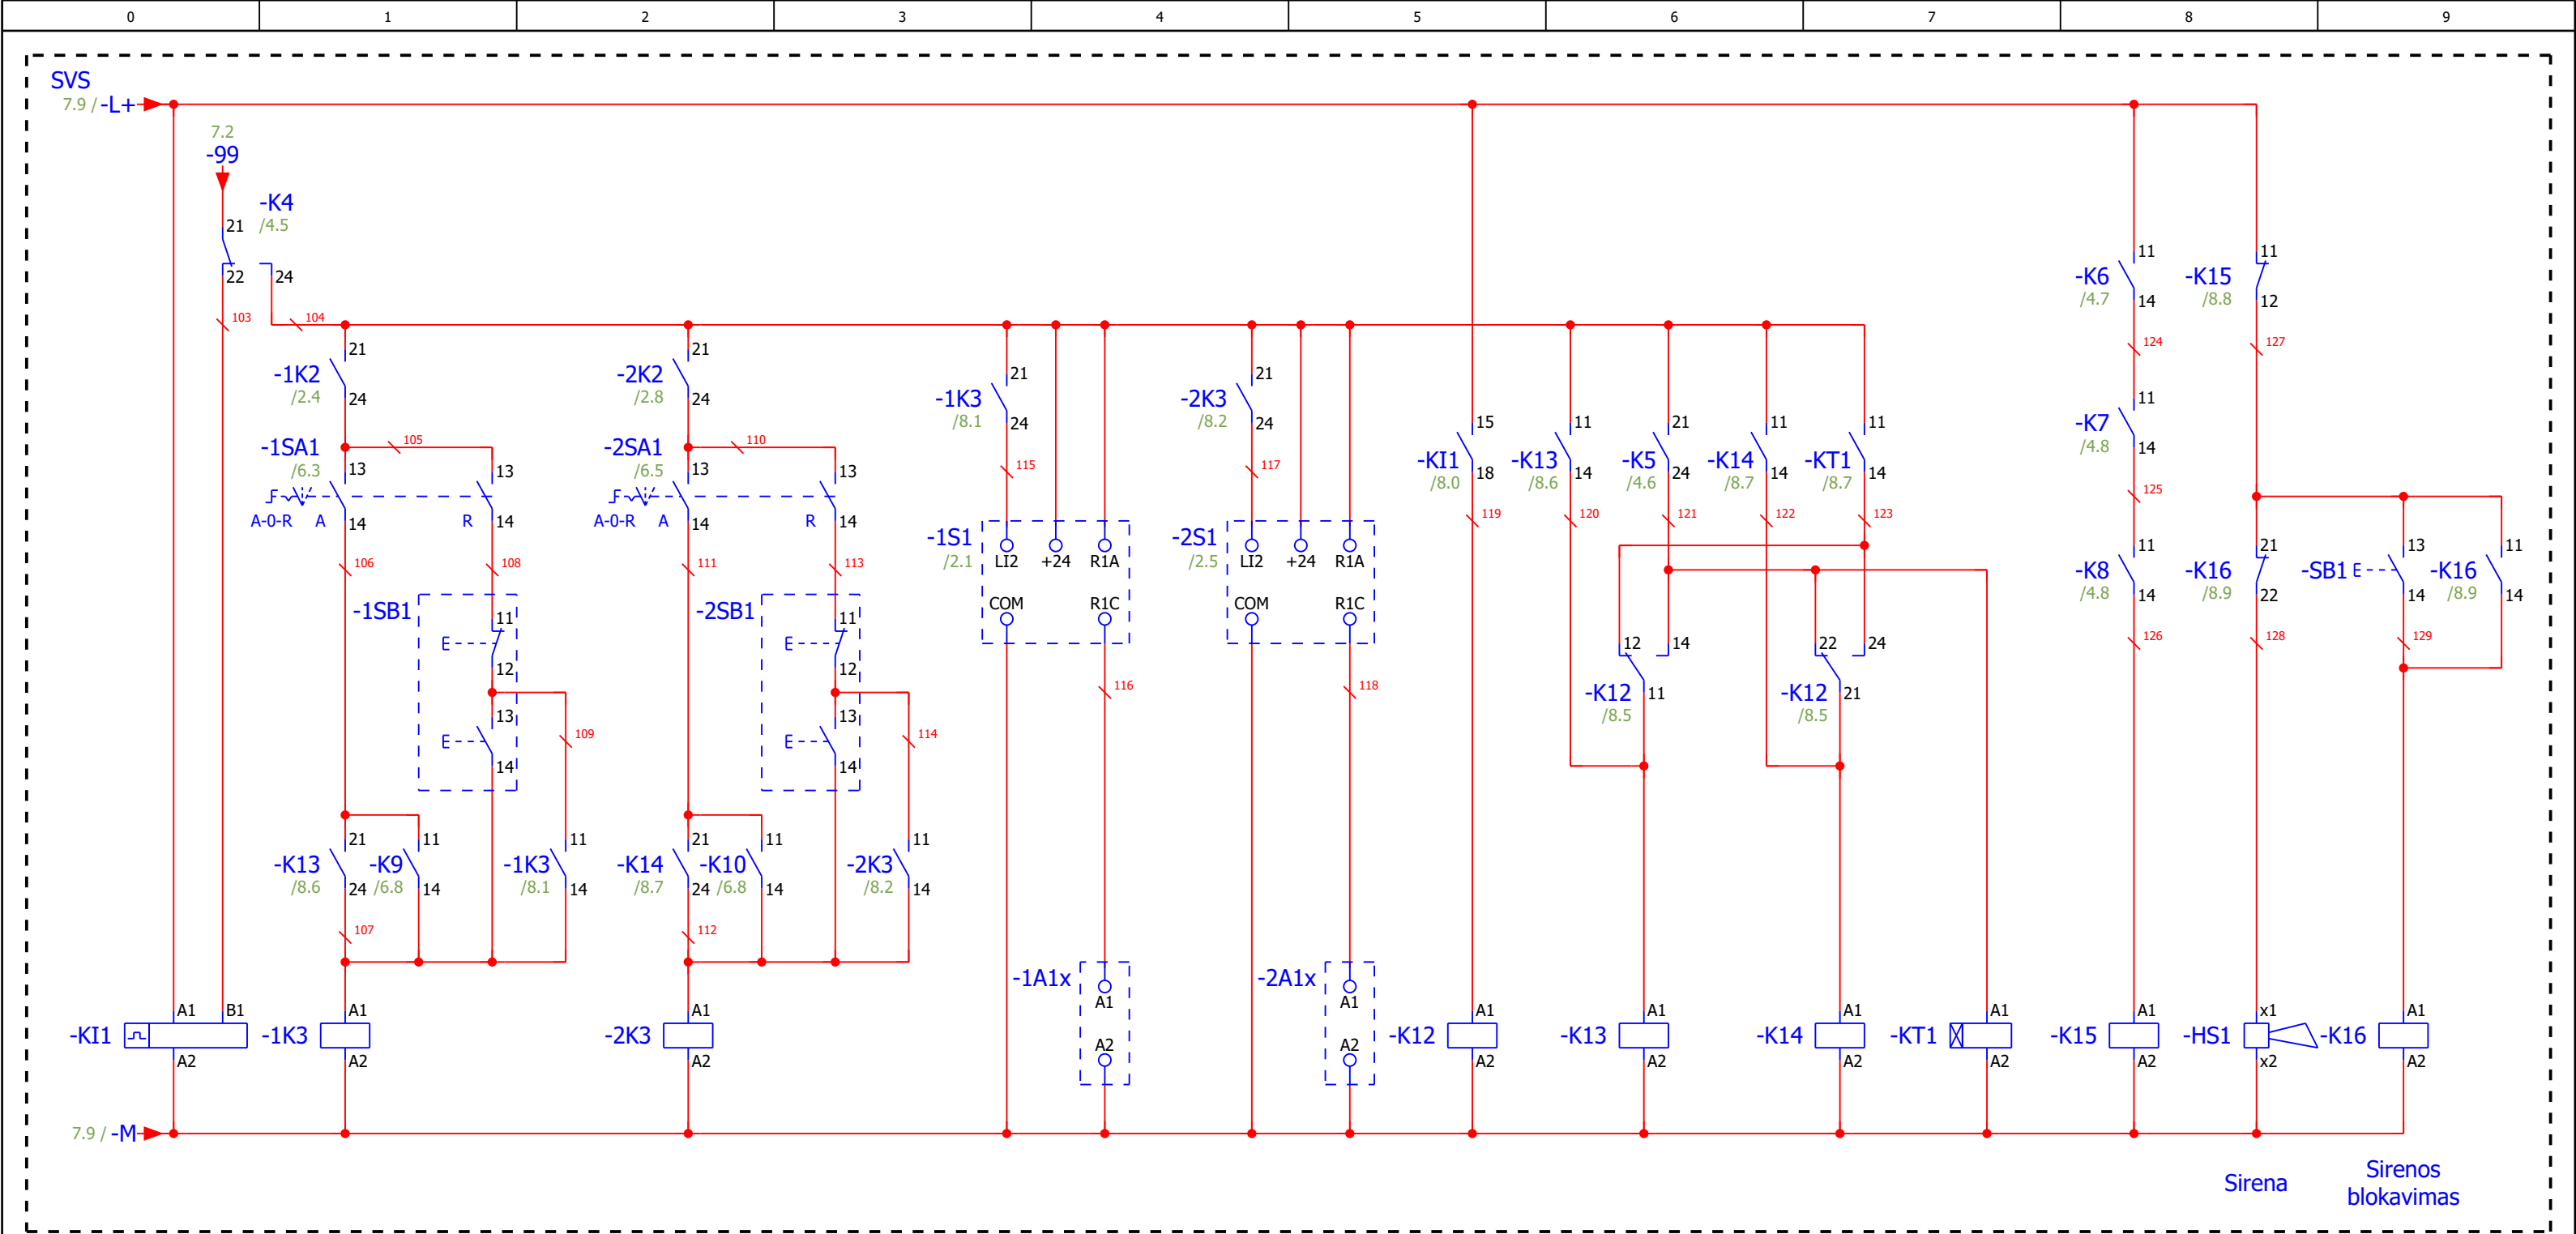 0 1 2 3 4 5 6 7 8 9
SVS
7.9 / -L+
7.2
-99
-K4
21 /4.5
22 24
103 104
11 11
-K6 -K15
/4.7 14 /8.8 12
124 127
21 21
-1K2 -2K2
/2.4 24 /2.8 24
21 21
-1K3 -2K3
/8.1 24 /8.2 24
11
-K7
/4.8 14
105 110
-1SA1 -2SA1
/6.3 13 13 /6.5 13 13
A-0-R A 14 R 14 A-0-R A 14 R 14
115 117
15 11 21 11 11
-KI1 -K13 -K5 -K14 -KT1
/8.0 18 /8.6 14 /4.6 24 /8.7 14 /8.7 14
119 120 121 122 123
125
-1S1 -2S1
/2.1 LI2 +24 R1A /2.5 LI2 +24 R1A
COM R1C COM R1C
106 108 111 113
11 21 13 11
-K8 -K16 -SB1 -K16
/4.8 14 /8.9 22 14 /8.9 14
126 128 129
-1SB1 11 -2SB1 11
12 12
12 14 22 24
-K12 11 -K12 21
/8.5 /8.5
116 118
13 13
109 114
14 14
21 11 11 21 11 11
-K13 -K9 -1K3 -K14 -K10 -2K3
/8.6 24 /6.8 14 /8.1 14 /8.7 24 /6.8 14 /8.2 14
107 112
-1A1x A1 -2A1x A1
A2 A2
A1 B1 A1 A1 A1 A1 A1 A1 A1 x1 A1
-KI1 -1K3 -2K3 -K12 -K13 -K14 -KT1 -K15 -HS1 -K16
A2 A2 A2 A2 A2 A2 A2 A2 x2 A2
7.9 / -M
Sirena
Sirenos
blokavimas